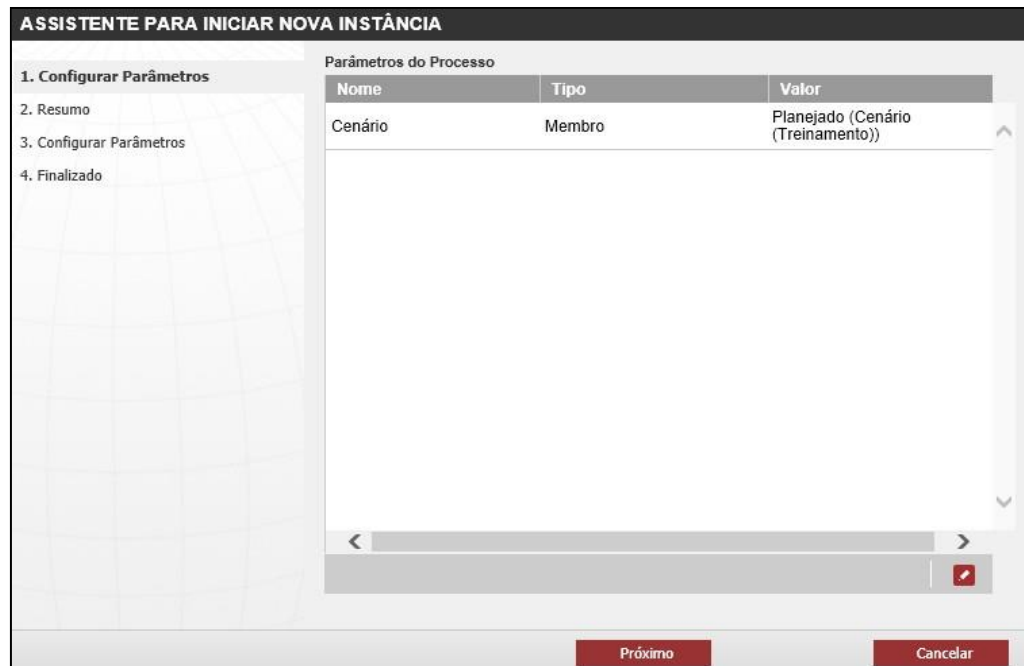 ASSISTENTE PARA INICIAR NOVA INSTÂNCIA
1. Configurar Parâmetros
2. Resumo
3. Configurar Parâmetros
4. Finalizado
Parâmetros do Processo
Nome Tipo Valor
Cenário Membro Planejado (Cenário
(Treinamento))
Próximo Cancelar